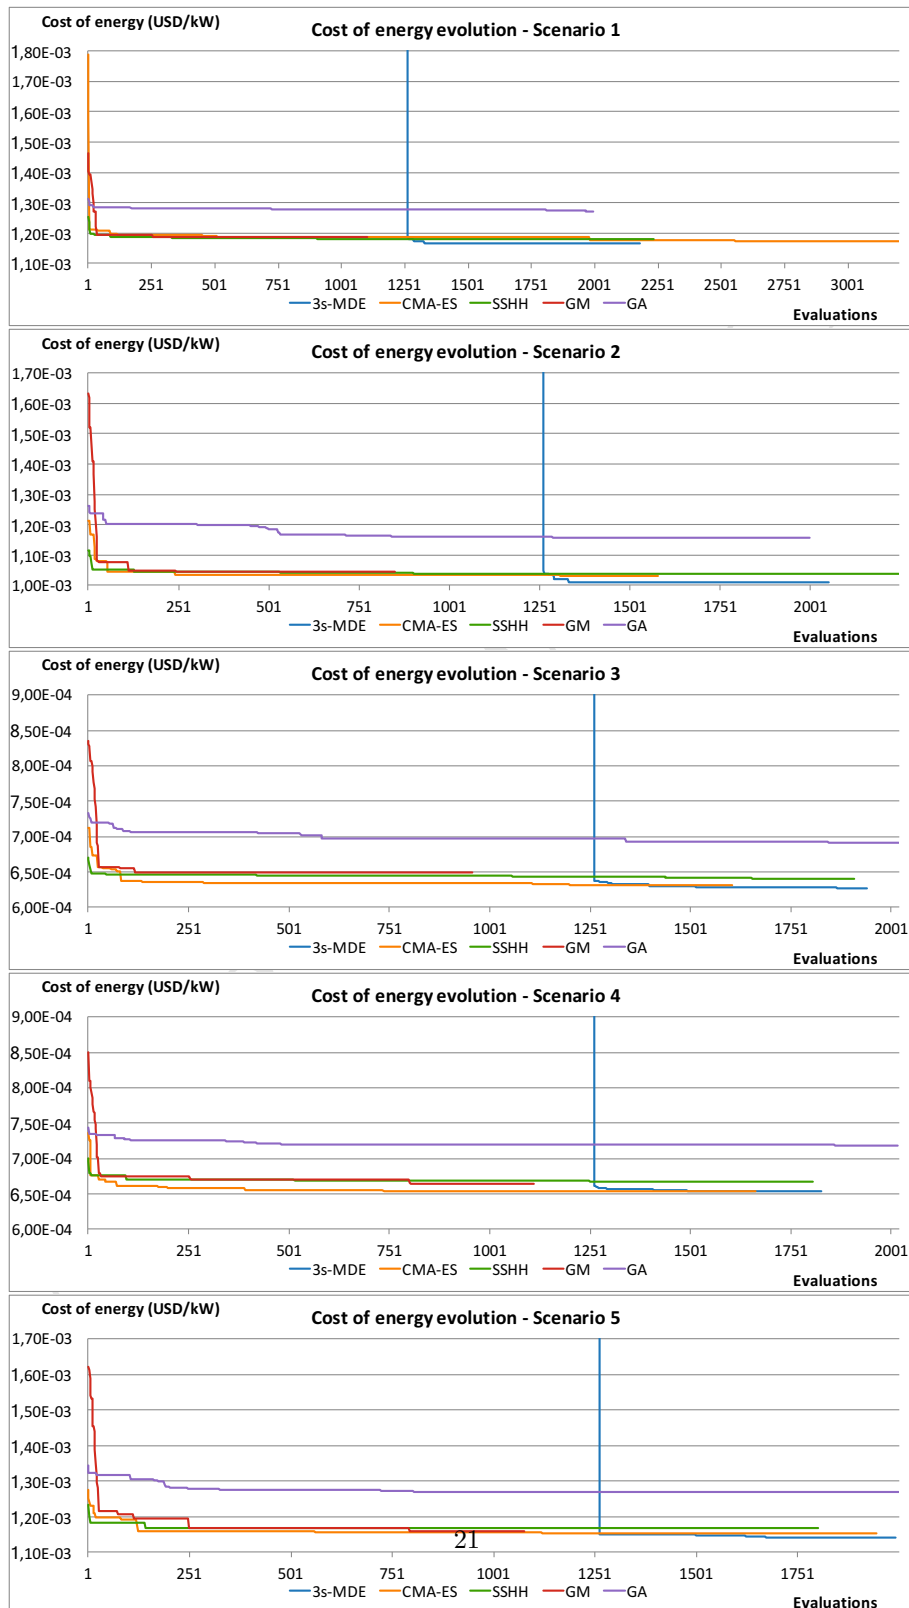 Cost of energy (USD/kW)
Cost of energy evolution - Scenario 1
1,80E-03
1,70E-03
1,60E-03
1,50E-03
1,40E-03
1,30E-03
1,20E-03
1,10E-03
1 251 501 751 1001 1251 1501 1751 2001 2251 2501 2751 3001
3s-MDE CMA-ES SSHH GM GA
Evaluations
Cost of energy (USD/kW)
Cost of energy evolution - Scenario 2
1,70E-03
1,60E-03
1,50E-03
1,40E-03
1,30E-03
1,20E-03
1,10E-03
1,00E-03
1 251 501 751 1001 1251 1501 1751 2001
3s-MDE CMA-ES SSHH GM GA
Evaluations
Cost of energy (USD/kW)
Cost of energy evolution - Scenario 3
9,00E-04
8,50E-04
8,00E-04
7,50E-04
7,00E-04
6,50E-04
6,00E-04
1 251 501 751 1001 1251 1501 1751 2001
3s-MDE CMA-ES SSHH GM GA
Evaluations
Cost of energy (USD/kW)
Cost of energy evolution - Scenario 4
9,00E-04
8,50E-04
8,00E-04
7,50E-04
7,00E-04
6,50E-04
6,00E-04
1 251 501 751 1001 1251 1501 1751 2001
3s-MDE CMA-ES SSHH GM GA
Evaluations
Cost of energy (USD/kW)
Cost of energy evolution - Scenario 5
1,70E-03
1,60E-03
1,50E-03
1,40E-03
1,30E-03
1,20E-03
1,10E-03
21
1 251 501 751 1001 1251 1501 1751
3s-MDE CMA-ES SSHH GM GA
Evaluations